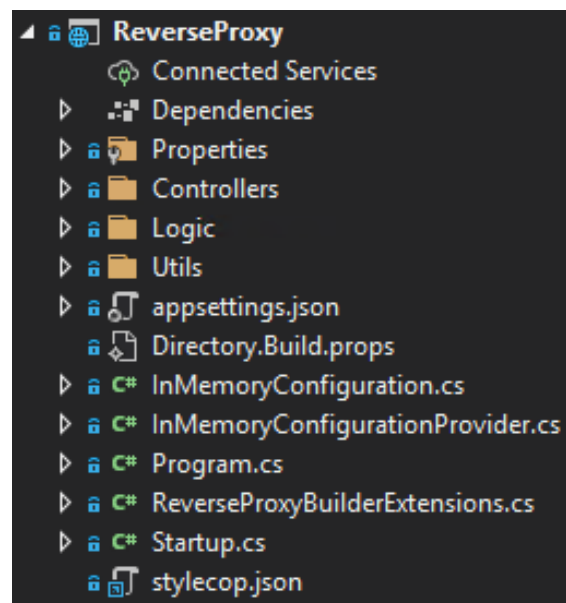 ReverseProxy
Connected Services
Dependencies
Properties
Controllers
Logic
Utils
appsettings.json
Directory.Build.props
C# InMemoryConfiguration.cs
C# InMemoryConfigurationProvider.cs
C# Program.cs
C# ReverseProxyBuilderExtensions.cs
C# Startup.cs
stylecop.json